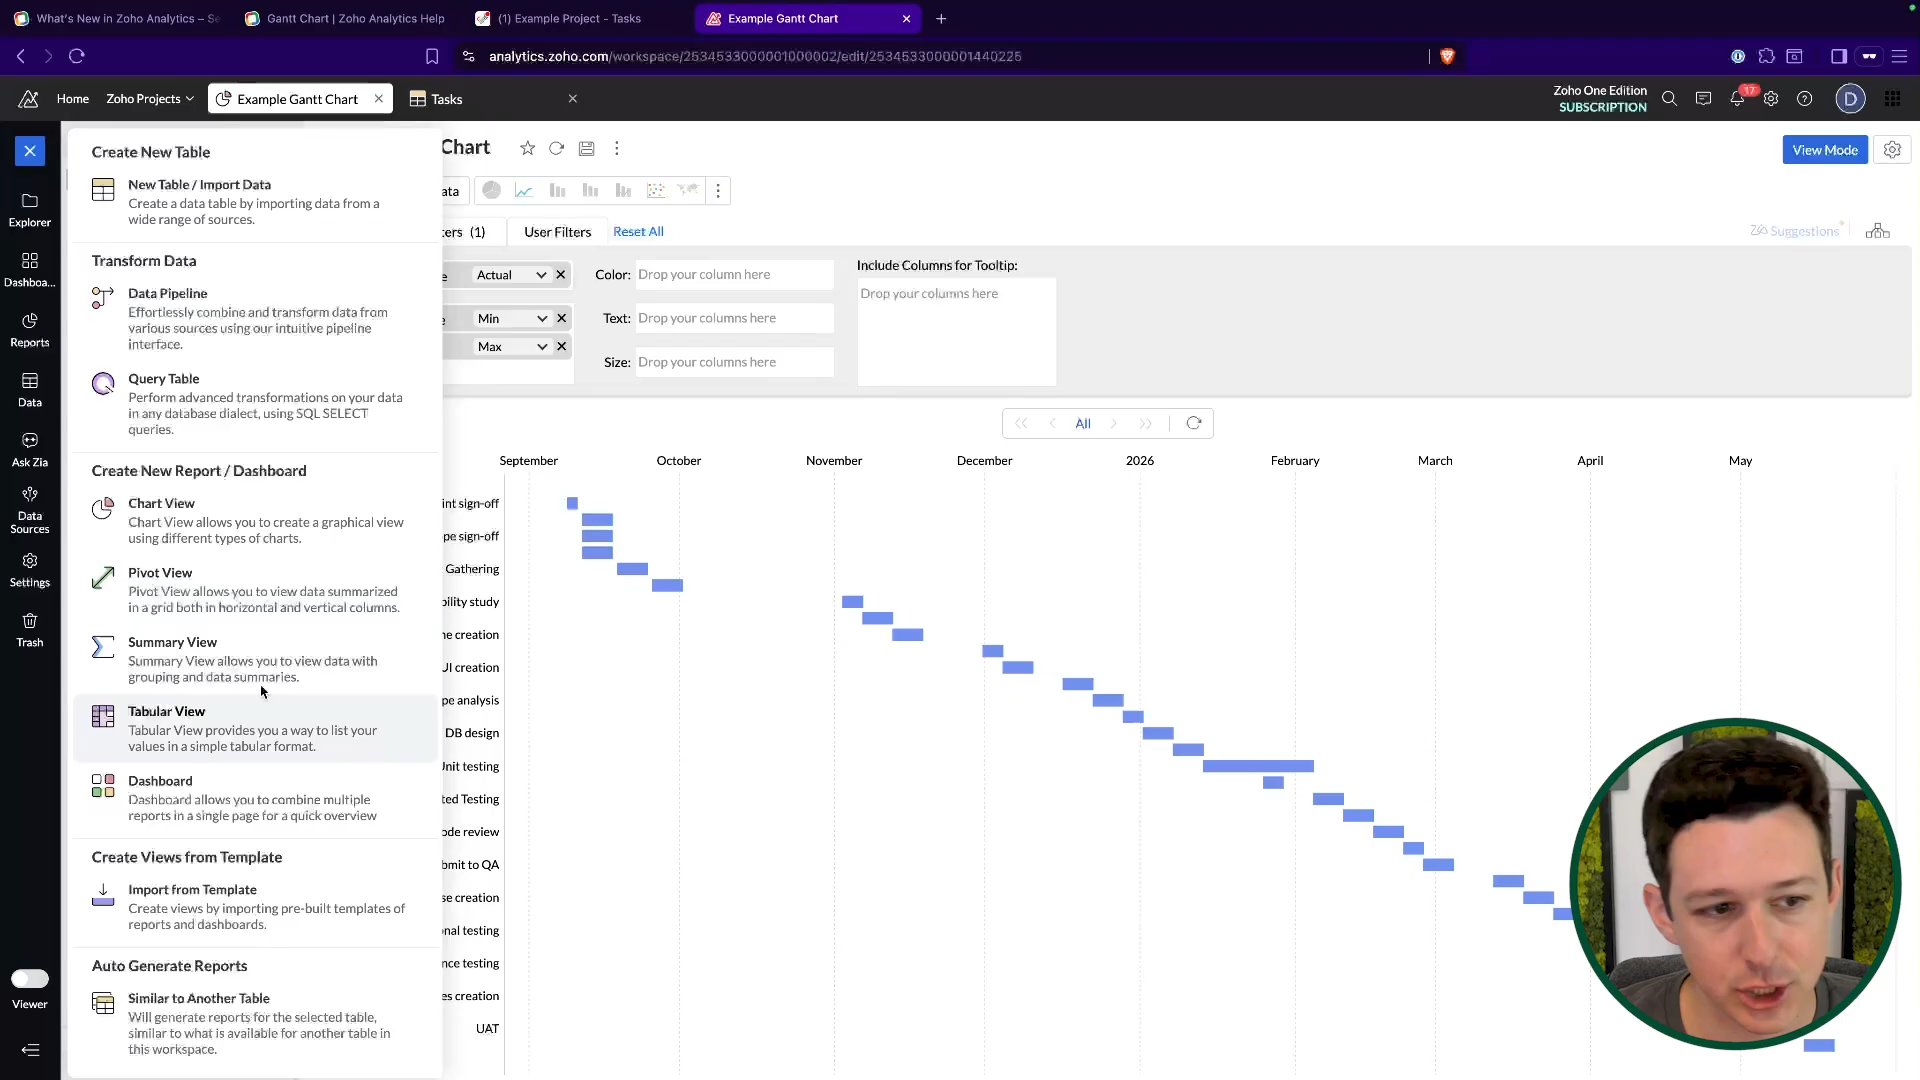 What's New in Zoho Analytics – Se
Gantt Chart | Zoho Analytics Help
(1) Example Project - Tasks
Example Gantt Chart
analytics.zoho.com/workspace/2534533000001000002/edit/2534533000001440225
Home
Zoho Projects
Example Gantt Chart
Tasks
Zoho One Edition
SUBSCRIPTION
17
D
Explorer
Dashboa...
Reports
Data
Ask Zia
Data
Sources
Settings
Trash
Viewer
Create New Table
New Table / Import Data
Create a data table by importing data from a
wide range of sources.
Transform Data
Data Pipeline
Effortlessly combine and transform data from
various sources using our intuitive pipeline
interface.
Query Table
Perform advanced transformations on your data
in any database dialect, using SQL SELECT
queries.
Create New Report / Dashboard
Chart View
Chart View allows you to create a graphical view
using different types of charts.
Pivot View
Pivot View allows you to view data summarized
in a grid both in horizontal and vertical columns.
Summary View
Summary View allows you to view data with
grouping and data summaries.
Tabular View
Tabular View provides you a way to list your
values in a simple tabular format.
Dashboard
Dashboard allows you to combine multiple
reports in a single page for a quick overview
Create Views from Template
Import from Template
Create views by importing pre-built templates of
reports and dashboards.
Auto Generate Reports
Similar to Another Table
Will generate reports for the selected table,
similar to what is available for another table in
this workspace.
Chart
View Mode
ata
ters (1)
User Filters
Reset All
Zia Suggestions
e Actual
e Min
Max
Color: Drop your column here
Text: Drop your columns here
Size: Drop your columns here
Include Columns for Tooltip:
Drop your columns here
All
September
October
November
December
2026
February
March
April
May
int sign-off
pe sign-off
Gathering
bility study
ne creation
UI creation
pe analysis
DB design
Unit testing
ted Testing
ode review
bmit to QA
se creation
nal testing
nce testing
es creation
UAT